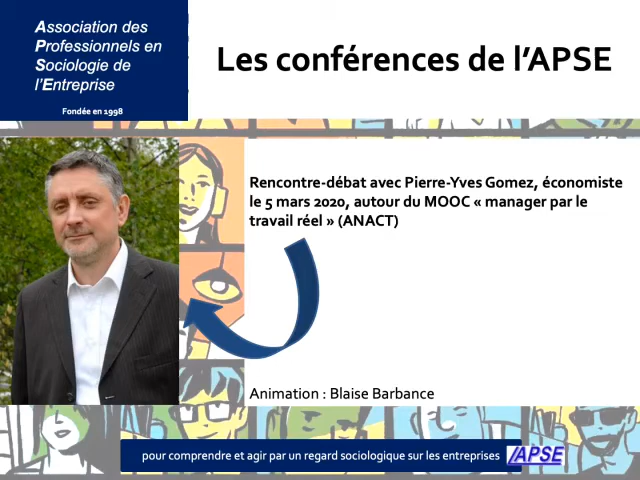 Association des
Professionnels en
Sociologie de
l’Entreprise
Fondée en 1998
Les conférences de l’APSE
Rencontre-débat avec Pierre-Yves Gomez, économiste
le 5 mars 2020, autour du MOOC « manager par le
travail réel » (ANACT)
Animation : Blaise Barbance
pour comprendre et agir par un regard sociologique sur les entreprises
APSE